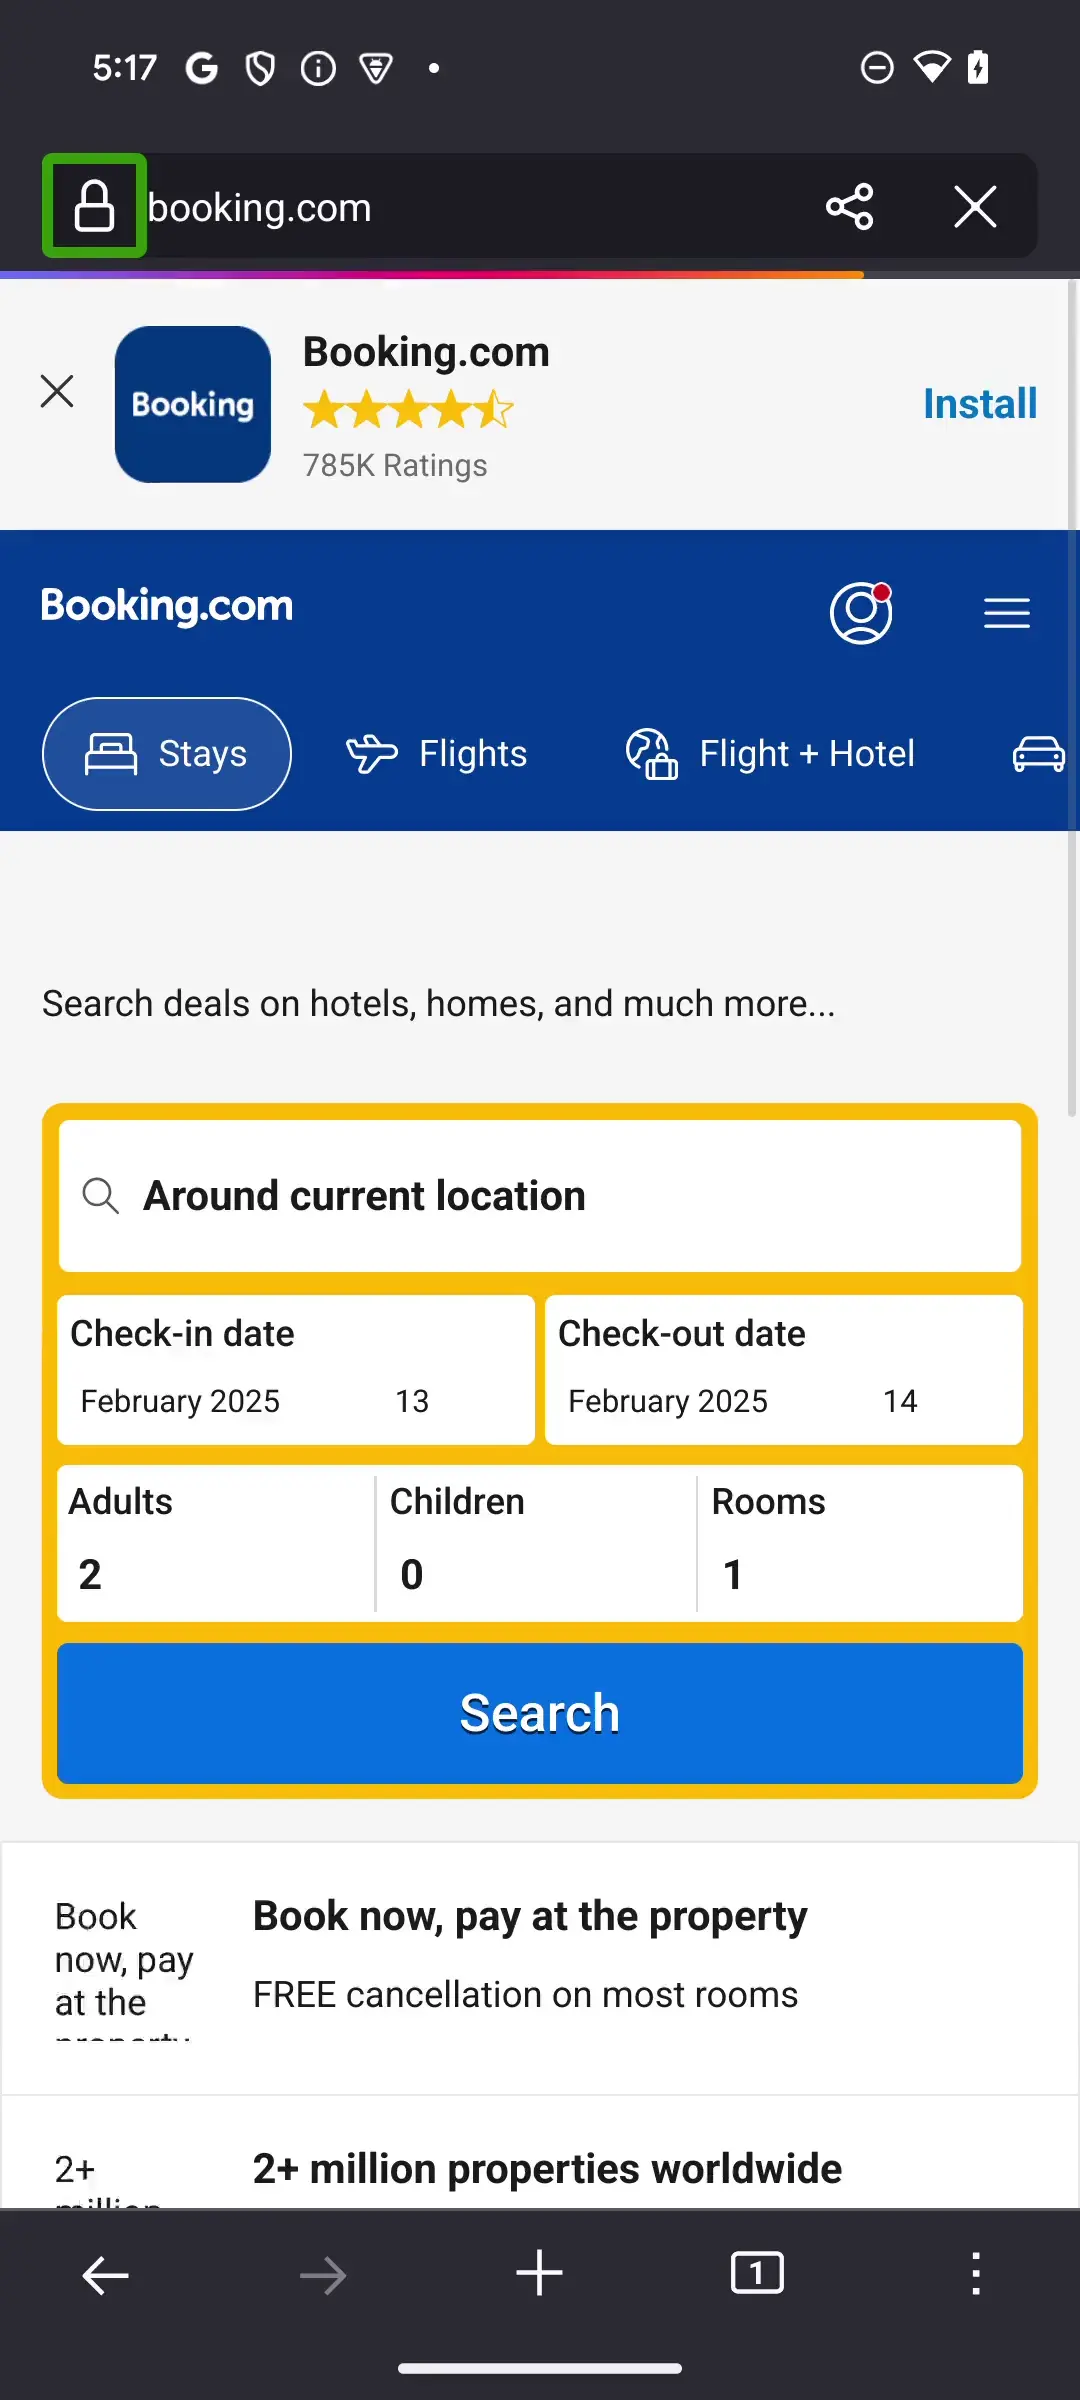 5:17
booking.com
Booking
Booking.com
785K Ratings
Install
Booking.com
Stays
Flights
Flight + Hotel
Search deals on hotels, homes, and much more...
Around current location
Check-in date
February 2025 13
Check-out date
February 2025 14
Adults
2
Children
0
Rooms
1
Search
Book
now, pay
at the
property
Book now, pay at the property
FREE cancellation on most rooms
2+
million
2+ million properties worldwide
1